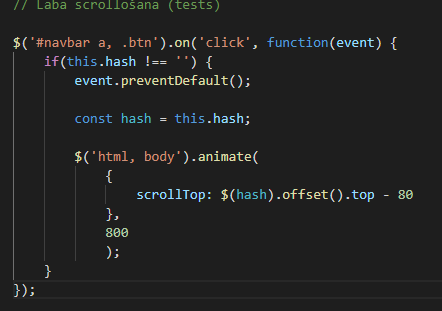 // Laba scrollošana (tests)
$('#navbar a, .btn').on('click', function(event) {
if(this.hash !== '') {
event.preventDefault();
const hash = this.hash;
$('html, body').animate(
{
scrollTop: $(hash).offset().top - 80
},
800
);
}
});